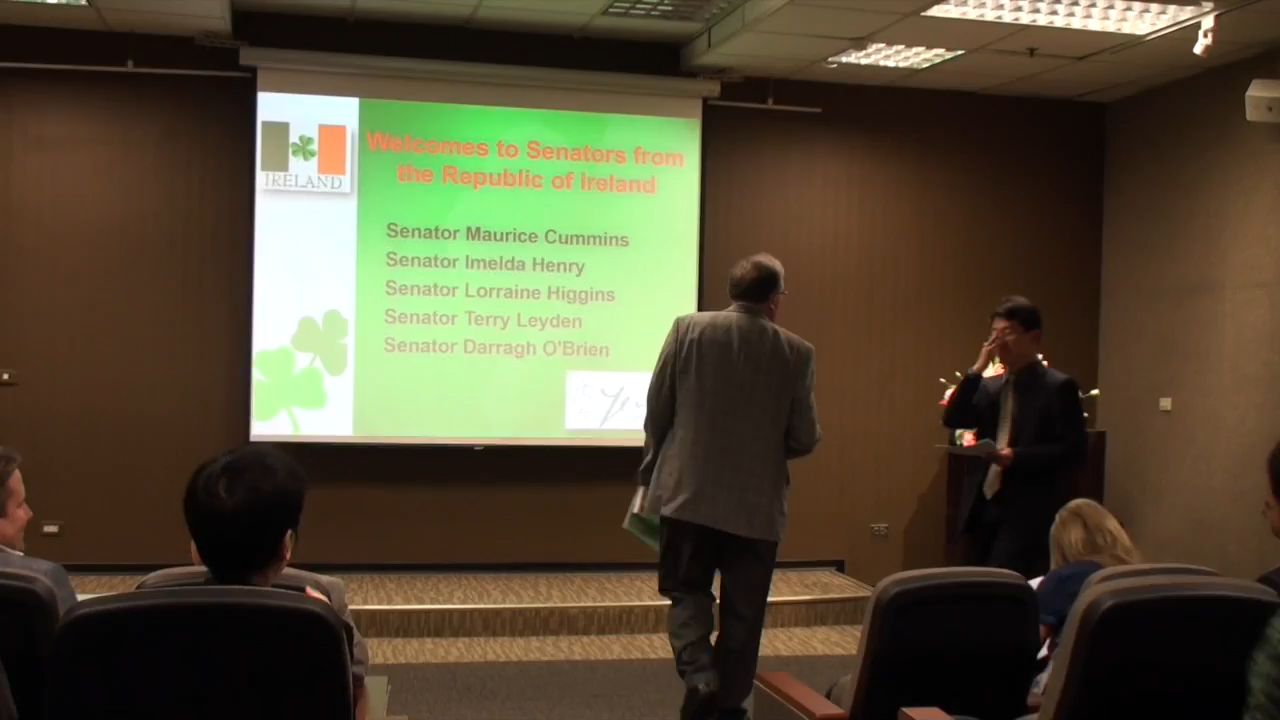 IRELAND
Welcomes to Senators from
the Republic of Ireland
Senator Maurice Cummins
Senator Imelda Henry
Senator Lorraine Higgins
Senator Terry Leyden
Senator Darragh O'Brien